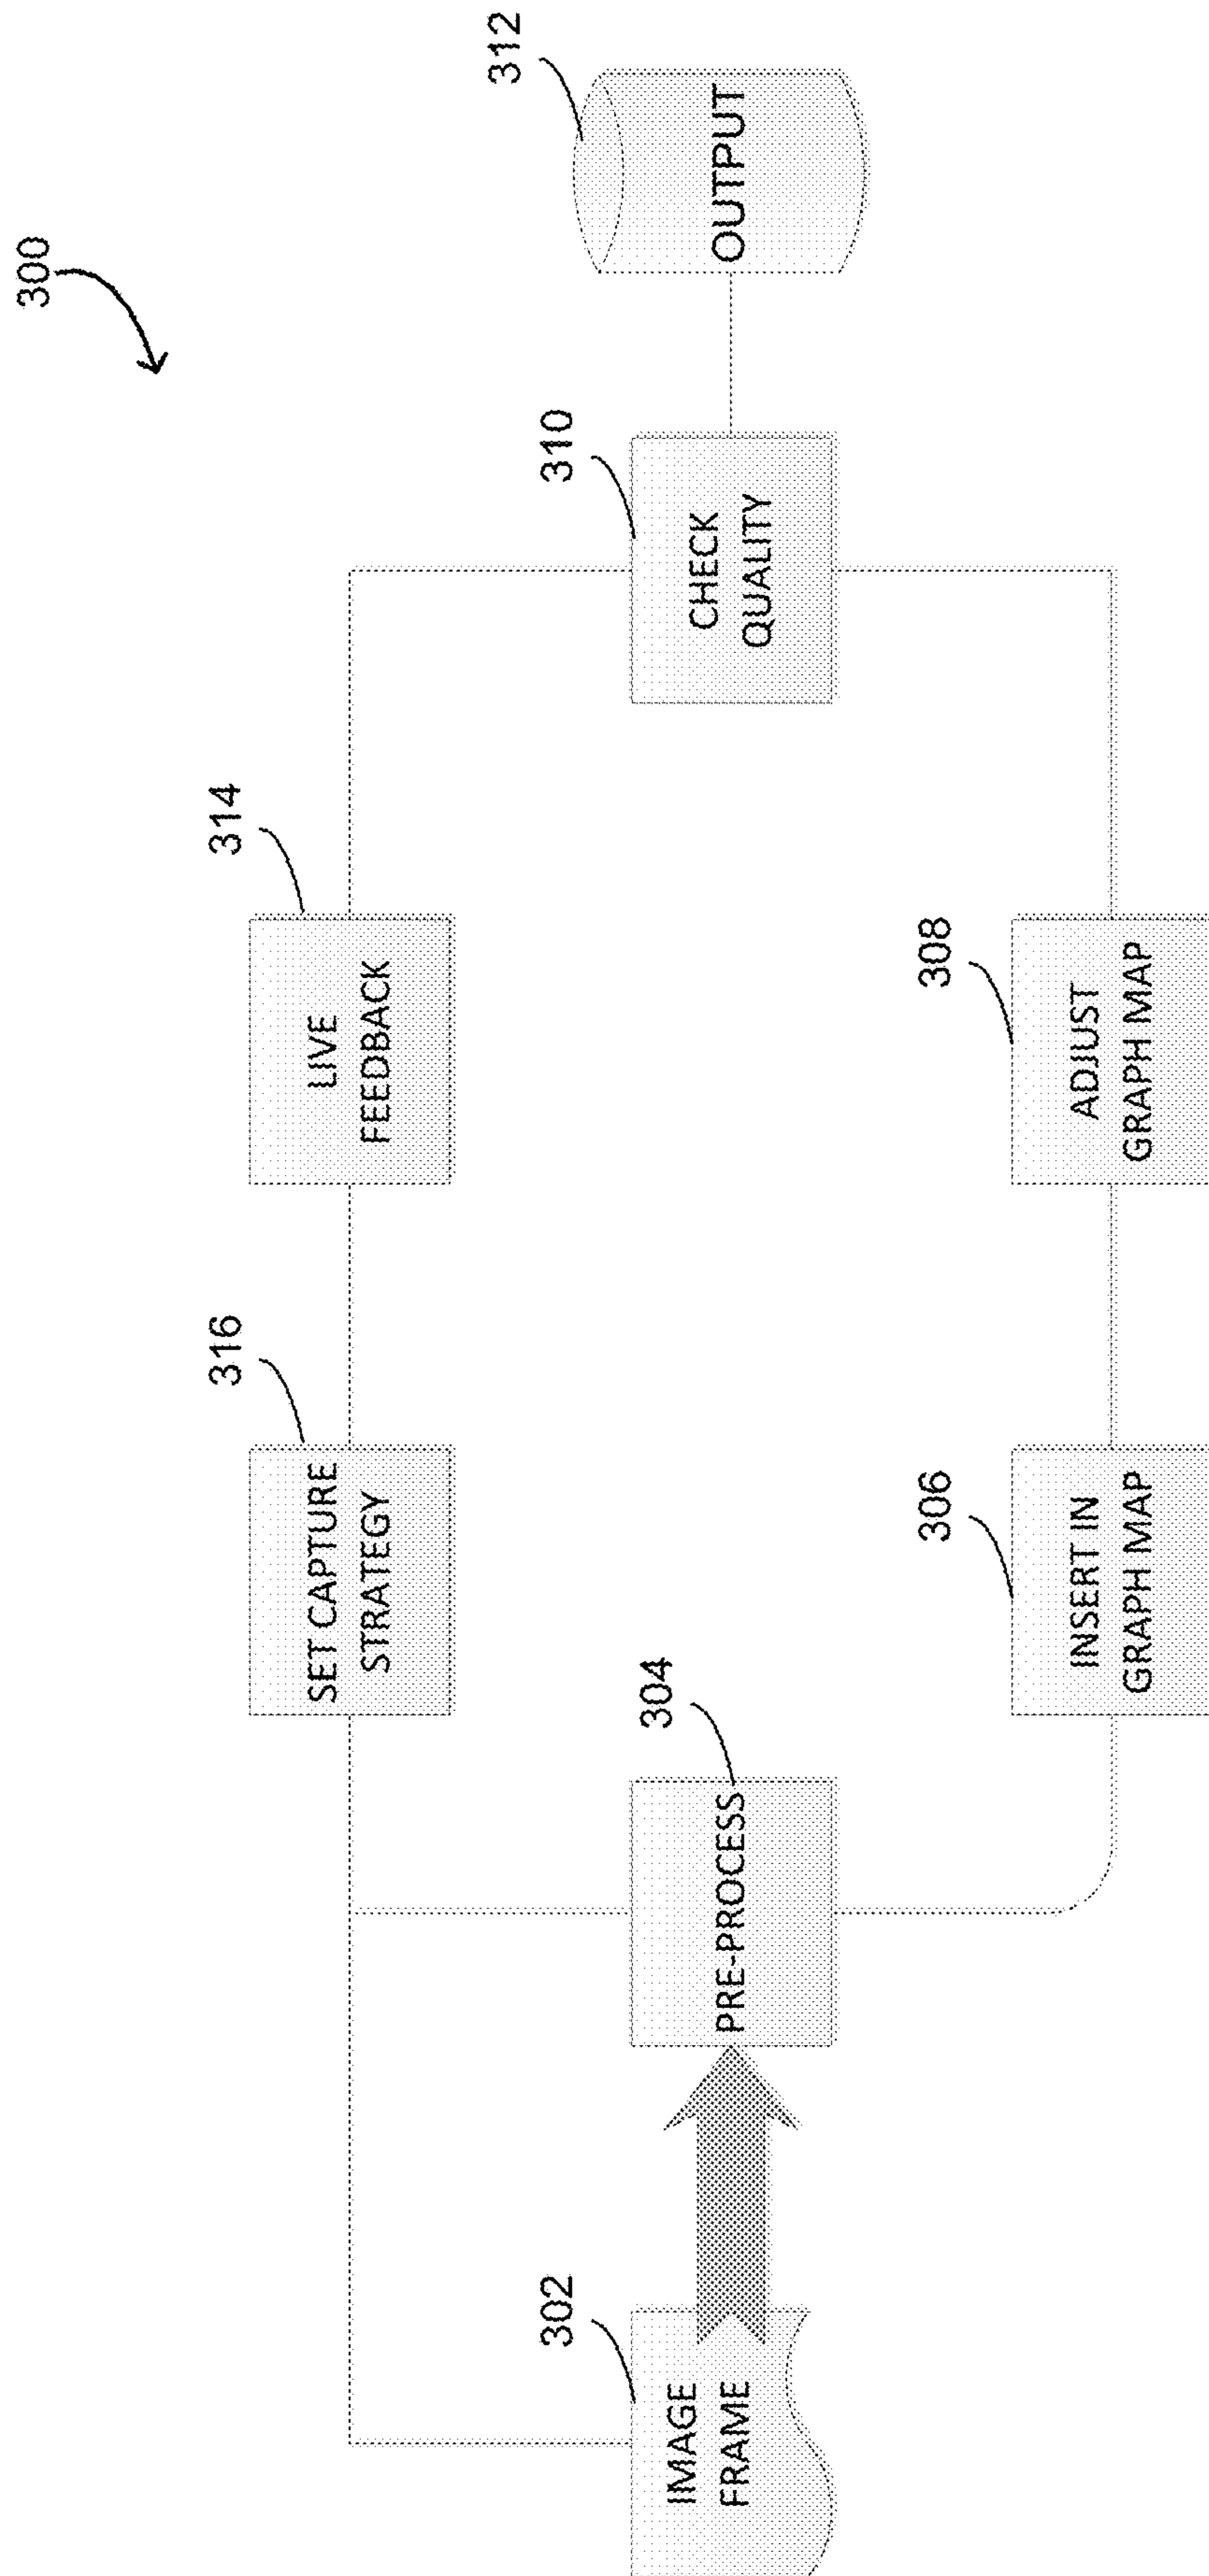 300
316
SET CAPTURE
STRATEGY
314
LIVE
FEEDBACK
302
IMAGE
FRAME
304
PRE-PROCESS
310
CHECK
QUALITY
312
OUTPUT
306
INSERT IN
GRAPH MAP
308
ADJUST
GRAPH MAP